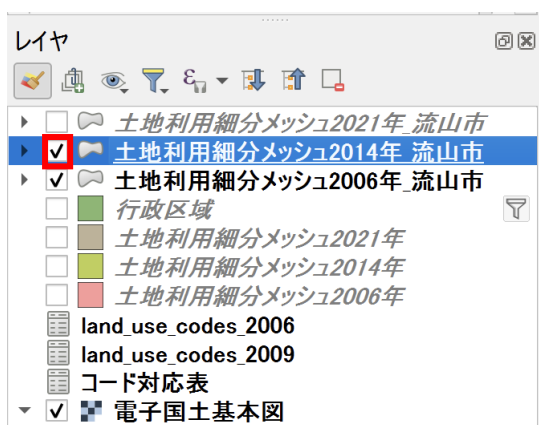 レイヤ
土地利用細分メッシュ2021年_流山市
土地利用細分メッシュ2014年_流山市
土地利用細分メッシュ2006年_流山市
行政区域
土地利用細分メッシュ2021年
土地利用細分メッシュ2014年
土地利用細分メッシュ2006年
land_use_codes_2006
land_use_codes_2009
コード対応表
電子国土基本図